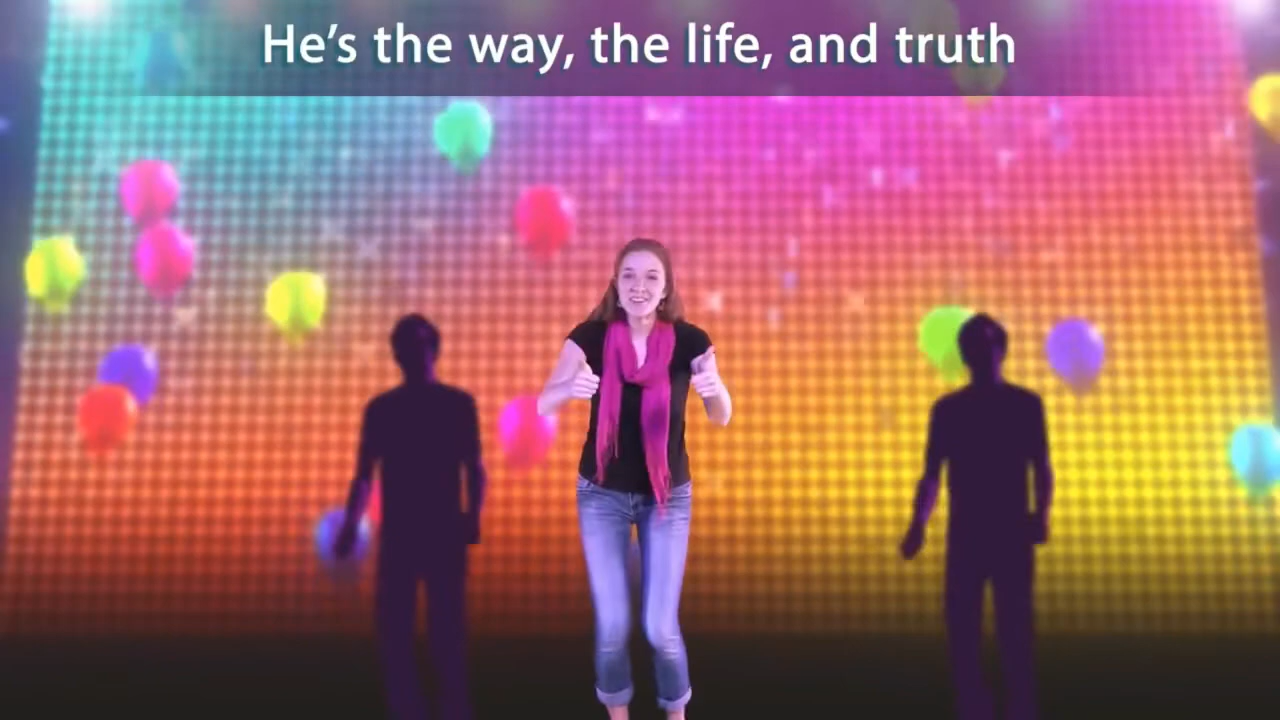 He’s the way, the life, and truth